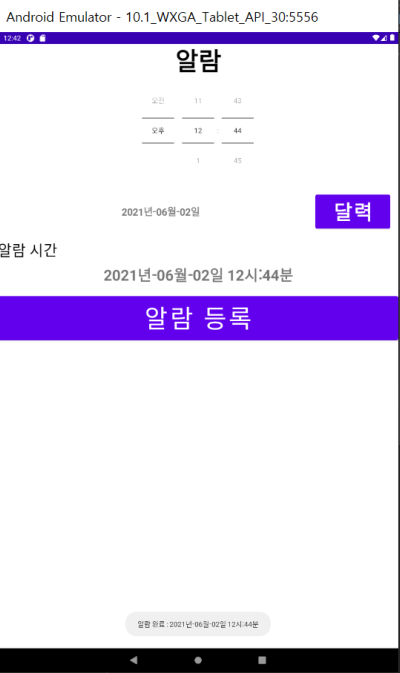 Android Emulator - 10.1_WXGA_Tablet_API_30:5556
12:42
알람
오전 11 43
오후 12 : 44
1 45
2021년-06월-02일
달력
알람 시간
2021년-06월-02일 12시:44분
알람 등록
알람 완료 : 2021년-06월-02일 12시:44분